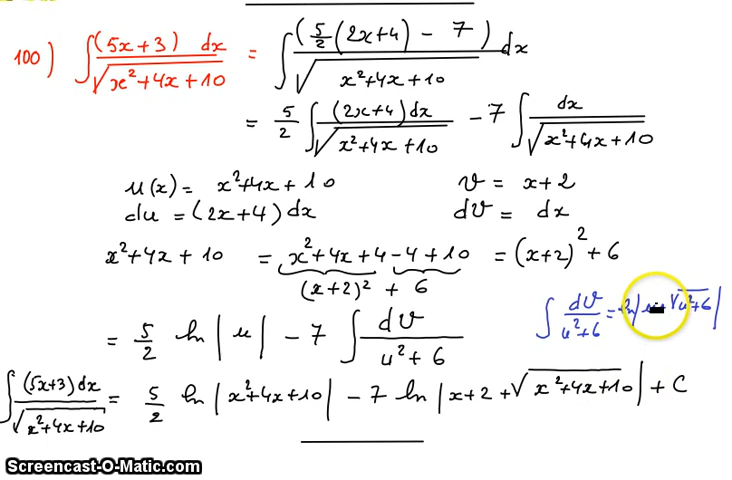 100) ∫ (5x+3) dx / √(x²+4x+10) = ∫ (5/2 (2x+4) - 7) / √(x²+4x+10) dx
= 5/2 ∫ (2x+4) dx / √(x²+4x+10) - 7 ∫ dx / √(x²+4x+10)
u(x) = x²+4x+10 v = x+2
du = (2x+4) dx dv = dx
x²+4x+10 = x²+4x+4-4+10 = (x+2)²+6
(x+2)² + 6
∫ dv / u²+6 = ln| √u²+6 |
= 5/2 ln |u| - 7 ∫ dv / u²+6
∫ (5x+3) dx / √(x²+4x+10) = 5/2 ln |x²+4x+10| - 7 ln |x+2+√(x²+4x+10)| + C
Screencast-O-Matic.com